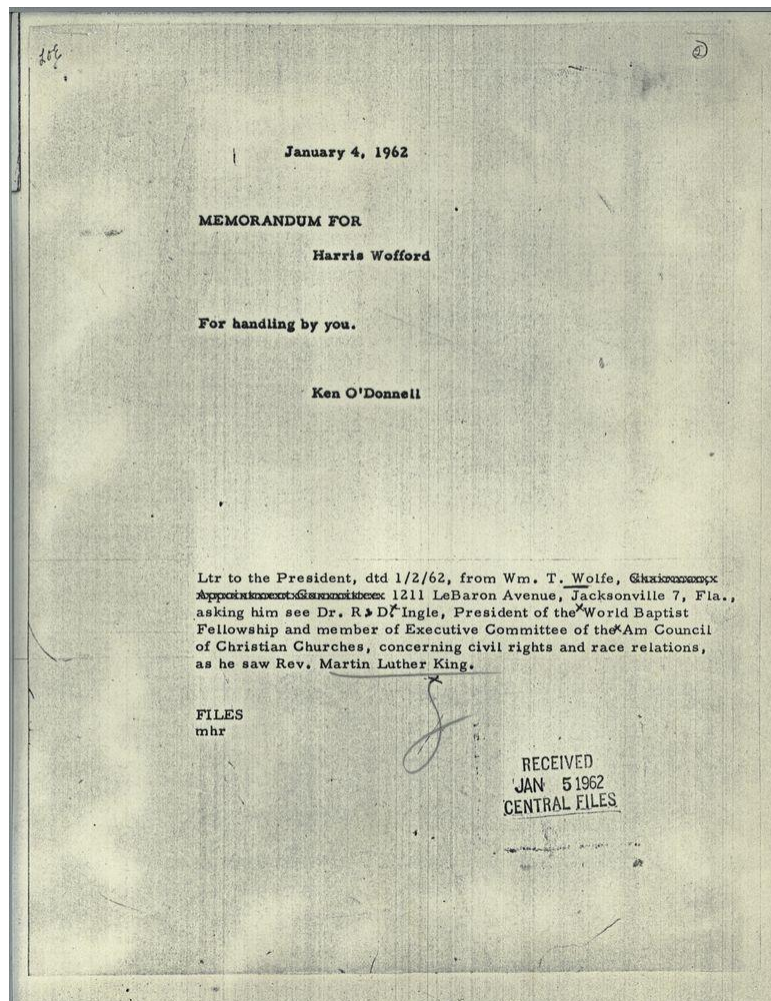 2
January 4, 1962
MEMORANDUM FOR
Harris Wofford
For handling by you.
Ken O'Donnell
Ltr to the President, dtd 1/2/62, from Wm. T. Wolfe,
1211 LeBaron Avenue, Jacksonville 7, Fla.,
asking him see Dr. R. D. Ingle, President of the World Baptist
Fellowship and member of Executive Committee of the Am Council
of Christian Churches, concerning civil rights and race relations,
as he saw Rev. Martin Luther King.
FILES
mhr
RECEIVED
JAN 5 1962
CENTRAL FILES